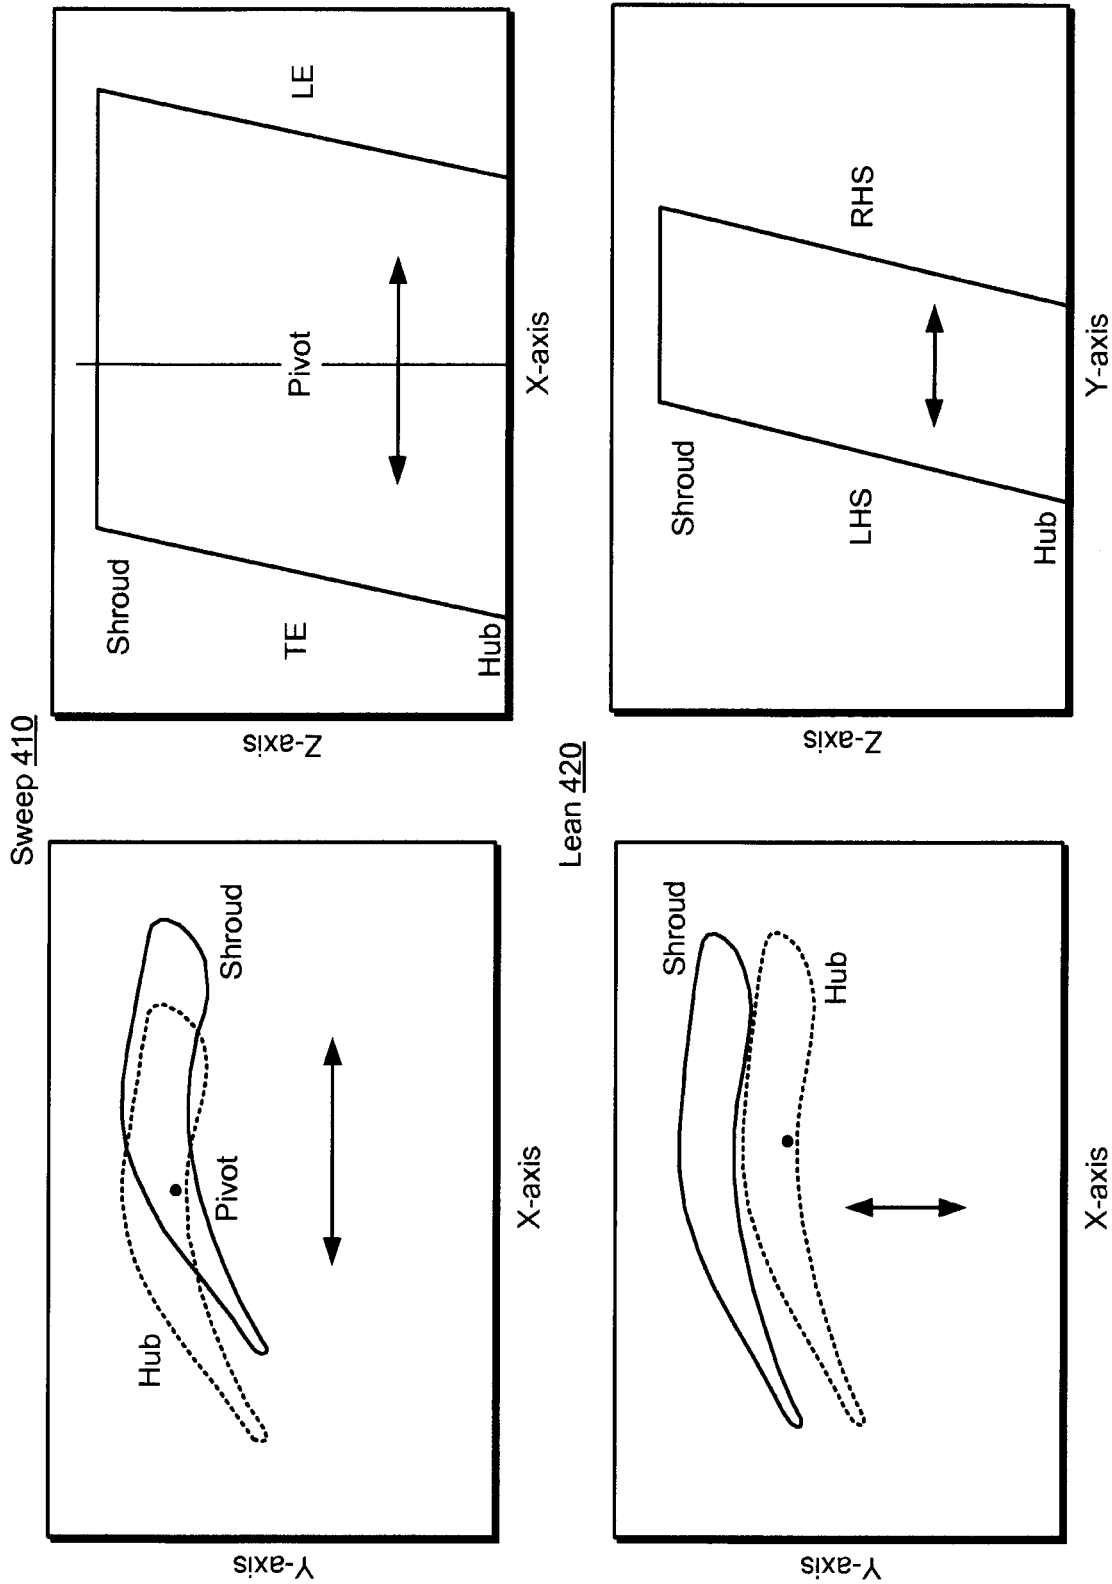 Sweep 410
Y-axis
Hub
Pivot
Shroud
X-axis
Z-axis
Shroud
TE
Hub
Pivot
LE
X-axis
Lean 420
Y-axis
Shroud
Hub
X-axis
Z-axis
Shroud
LHS
Hub
RHS
Y-axis